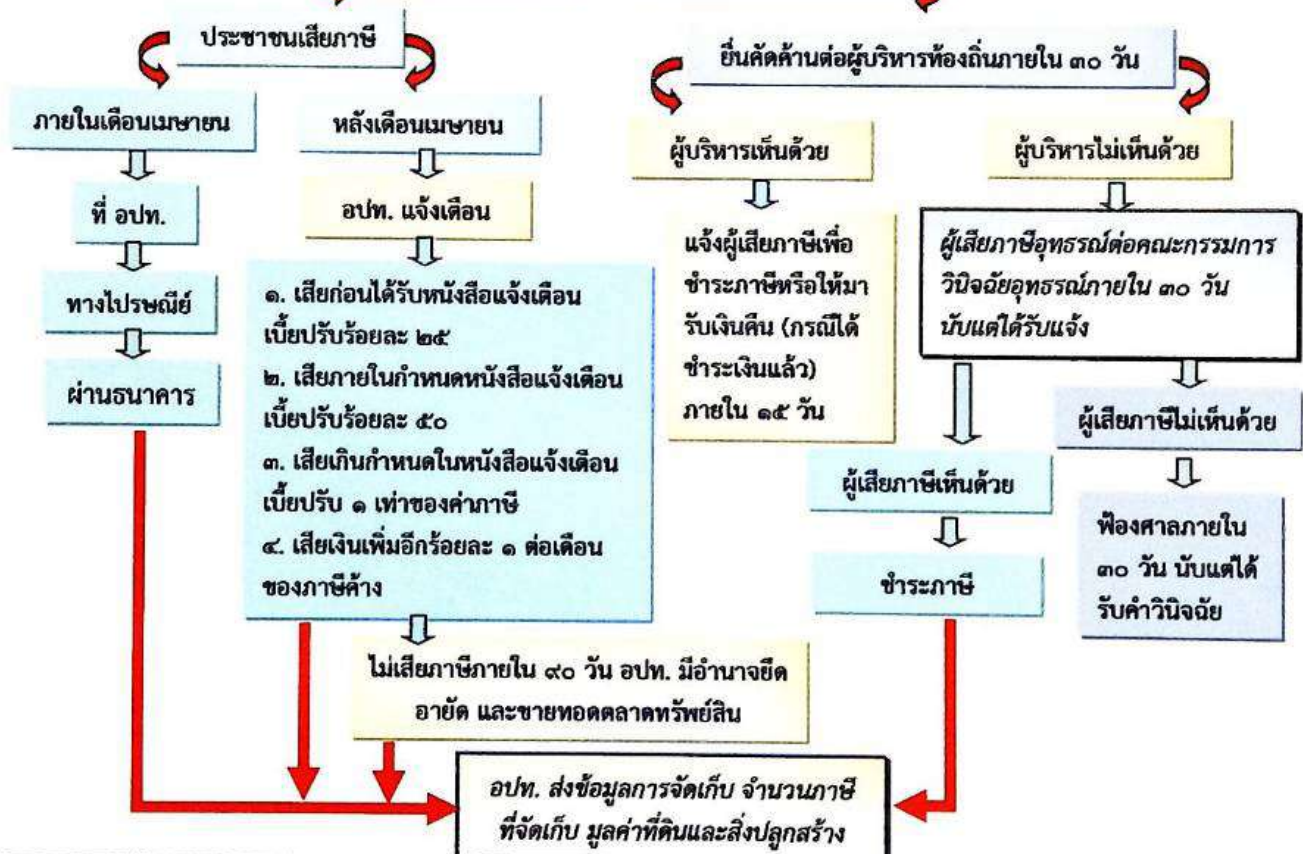 ประชาชนเสียภาษี
ภายในเดือนเมษายน
ที่ อปท.
ทางไปรษณีย์
ผ่านธนาคาร
หลังเดือนเมษายน
อปท. แจ้งเตือน
๑. เสียก่อนได้รับหนังสือแจ้งเตือน
เบี้ยปรับร้อยละ ๒๕
๒. เสียภายในกำหนดหนังสือแจ้งเตือน
เบี้ยปรับร้อยละ ๕๐
๓. เสียเกินกำหนดในหนังสือแจ้งเตือน
เบี้ยปรับ ๑ เท่าของค่าภาษี
๔. เสียเงินเพิ่มอีกร้อยละ ๑ ต่อเดือน
ของภาษีค้าง
ไม่เสียภาษีภายใน ๙๐ วัน อปท. มีอำนาจยึด
อายัด และขายทอดตลาดทรัพย์สิน
ยื่นคัดค้านต่อผู้บริหารท้องถิ่นภายใน ๓๐ วัน
ผู้บริหารเห็นด้วย
แจ้งผู้เสียภาษีเพื่อ
ชำระภาษีหรือให้มา
รับเงินคืน (กรณีได้
ชำระเงินแล้ว)
ภายใน ๑๕ วัน
ผู้บริหารไม่เห็นด้วย
ผู้เสียภาษีอุทธรณ์ต่อคณะกรรมการ
วินิจฉัยอุทธรณ์ภายใน ๓๐ วัน
นับแต่ได้รับแจ้ง
ผู้เสียภาษีเห็นด้วย
ชำระภาษี
ผู้เสียภาษีไม่เห็นด้วย
ฟ้องศาลภายใน
๓๐ วัน นับแต่ได้
รับคำวินิจฉัย
อปท. ส่งข้อมูลการจัดเก็บ จำนวนภาษี
ที่จัดเก็บ มูลค่าที่ดินและสิ่งปลูกสร้าง